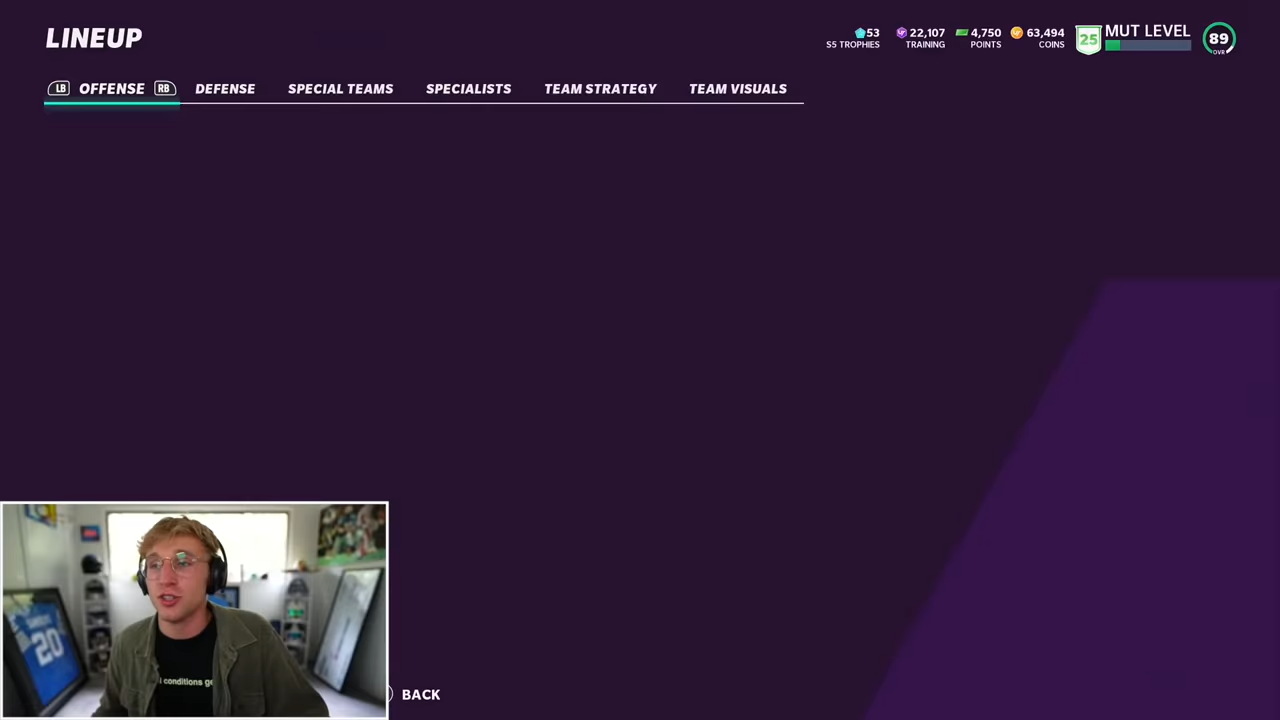 LINEUP
53
S5 TROPHIES
22,107
TRAINING
4,750
POINTS
63,494
COINS
25
MUT LEVEL
89
OVR
LB OFFENSE RB DEFENSE SPECIAL TEAMS SPECIALISTS TEAM STRATEGY TEAM VISUALS
20
conditions
BACK